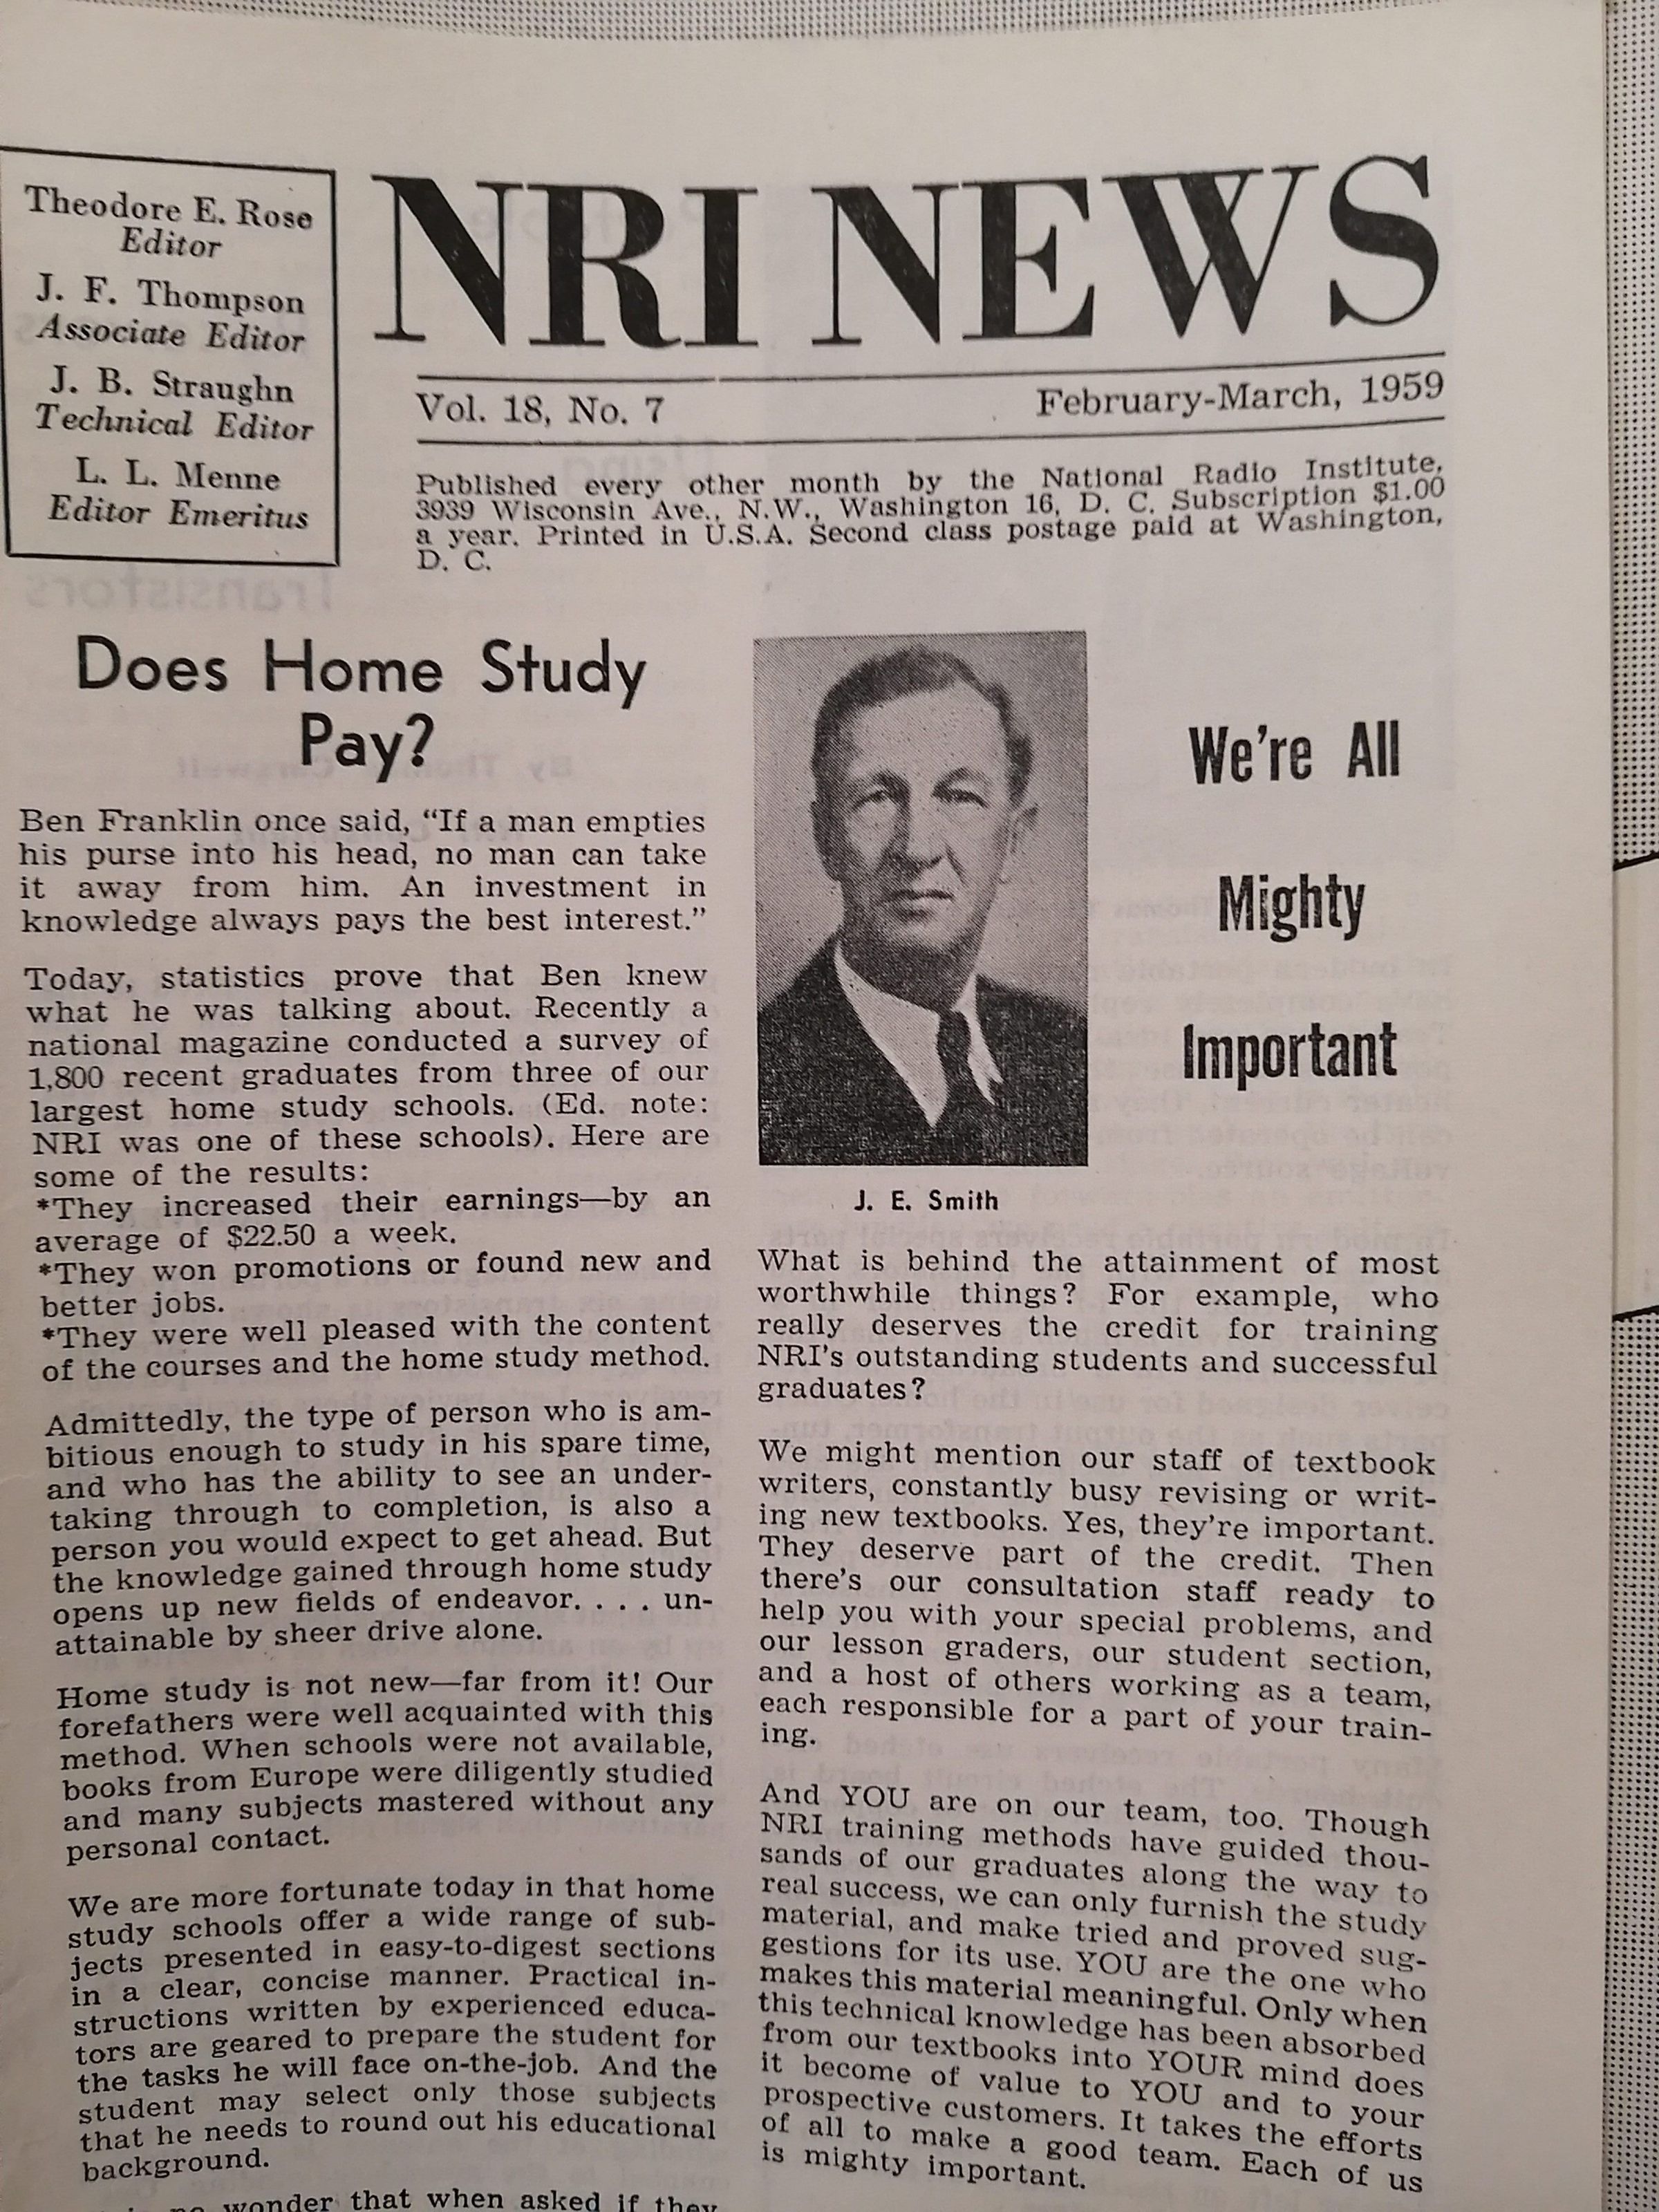 Theodore E. Rose
Editor
J. F. Thompson
Associate Editor
J. B. Straughn
Technical Editor
L. L. Menne
Editor Emeritus
NRI NEWS
Vol. 18, No. 7
February-March, 1959
Published every other month by the National Radio Institute,
3939 Wisconsin Ave., N.W., Washington 16, D. C. Subscription $1.00
a year. Printed in U.S.A. Second class postage paid at Washington,
D. C.
Does Home Study
Pay?
Ben Franklin once said, “If a man empties
his purse into his head, no man can take
it away from him. An investment in
knowledge always pays the best interest.”
Today, statistics prove that Ben knew
what he was talking about. Recently a
national magazine conducted a survey of
1,800 recent graduates from three of our
largest home study schools. (Ed. note:
NRI was one of these schools). Here are
some of the results:
*They increased their earnings—by an
average of $22.50 a week.
*They won promotions or found new and
better jobs.
*They were well pleased with the content
of the courses and the home study method.
Admittedly, the type of person who is am-
bitious enough to study in his spare time,
and who has the ability to see an under-
taking through to completion, is also a
person you would expect to get ahead. But
the knowledge gained through home study
opens up new fields of endeavor. . . . un-
attainable by sheer drive alone.
Home study is not new—far from it! Our
forefathers were well acquainted with this
method. When schools were not available,
books from Europe were diligently studied
and many subjects mastered without any
personal contact.
We are more fortunate today in that home
study schools offer a wide range of sub-
jects presented in easy-to-digest sections
in a clear, concise manner. Practical in-
structions written by experienced educa-
tors are geared to prepare the student for
the tasks he will face on-the-job. And the
student may select only those subjects
that he needs to round out his educational
background.
no wonder that when asked if they
We're All
Mighty
Important
J. E. Smith
What is behind the attainment of most
worthwhile things? For example, who
really deserves the credit for training
NRI's outstanding students and successful
graduates?
We might mention our staff of textbook
writers, constantly busy revising or writ-
ing new textbooks. Yes, they're important.
They deserve part of the credit. Then
there's our consultation staff ready to
help you with your special problems, and
our lesson graders, our student section,
and a host of others working as a team,
each responsible for a part of your train-
ing.
And YOU are on our team, too. Though
NRI training methods have guided thou-
sands of our graduates along the way to
real success, we can only furnish the study
material, and make tried and proved sug-
gestions for its use. YOU are the one who
makes this material meaningful. Only when
this technical knowledge has been absorbed
from our textbooks into YOUR mind does
it become of value to YOU and to your
prospective customers. It takes the efforts
of all to make a good team. Each of us
is mighty important.